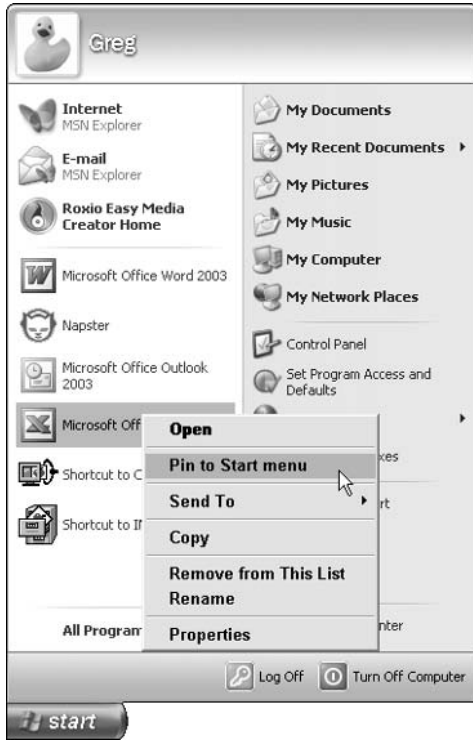 Greg
Internet
MSN Explorer
E-mail
MSN Explorer
Roxio Easy Media
Creator Home
Microsoft Office Word 2003
Napster
Microsoft Office Outlook
2003
Microsoft Off
Shortcut to C
Shortcut to
All Program
My Documents
My Recent Documents
My Pictures
My Music
My Computer
My Network Places
Control Panel
Set Program Access and
Defaults
xes
rt
nter
Open
Pin to Start menu
Send To
Copy
Remove from This List
Rename
Properties
Log Off
Turn Off Computer
start